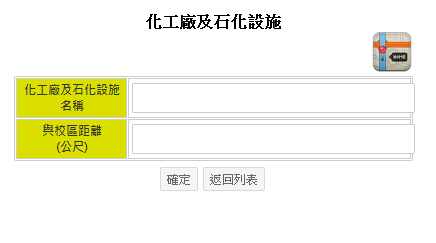 化工廠及石化設施
化工廠及石化設施
名稱
與校區距離
(公尺)
確定 返回列表